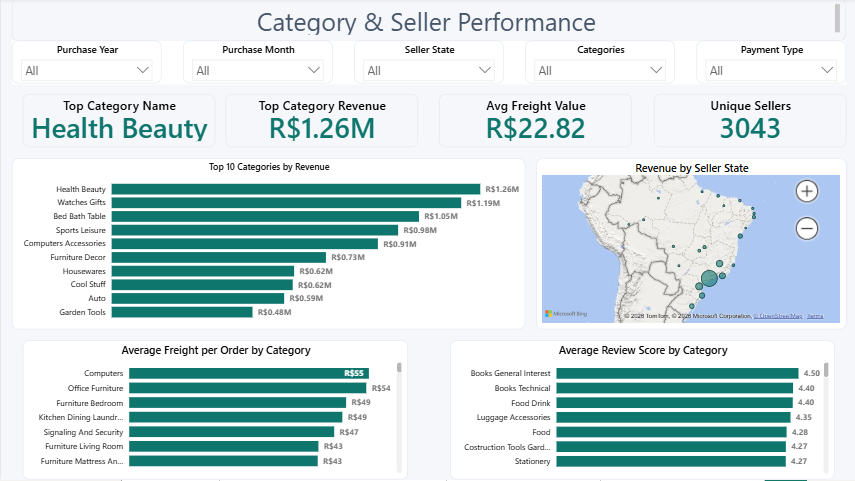 Category & Seller Performance
Purchase Year
Purchase Month
Seller State
Categories
Payment Type
All
All
All
All
All
Top Category Name
Health Beauty
Top Category Revenue
R$1.26M
Avg Freight Value
R$22.82
Unique Sellers
3043
Top 10 Categories by Revenue
Health Beauty R$1.26M
Watches Gifts R$1.19M
Bed Bath Table R$1.05M
Sports Leisure R$0.98M
Computers Accessories R$0.91M
Furniture Decor R$0.73M
Housewares R$0.62M
Cool Stuff R$0.62M
Auto R$0.59M
Garden Tools R$0.48M
Revenue by Seller State
Microsoft Bing
© 2026 TomTom, © 2026 Microsoft Corporation, © OpenStreetMap Terms
Average Freight per Order by Category
Computers R$55
Office Furniture R$54
Furniture Bedroom R$49
Kitchen Dining Laundr... R$49
Signaling And Security R$47
Furniture Living Room R$43
Furniture Mattress An... R$43
Average Review Score by Category
Books General Interest 4.50
Books Technical 4.40
Food Drink 4.40
Luggage Accessories 4.35
Food 4.28
Costruction Tools Gard... 4.27
Stationery 4.27